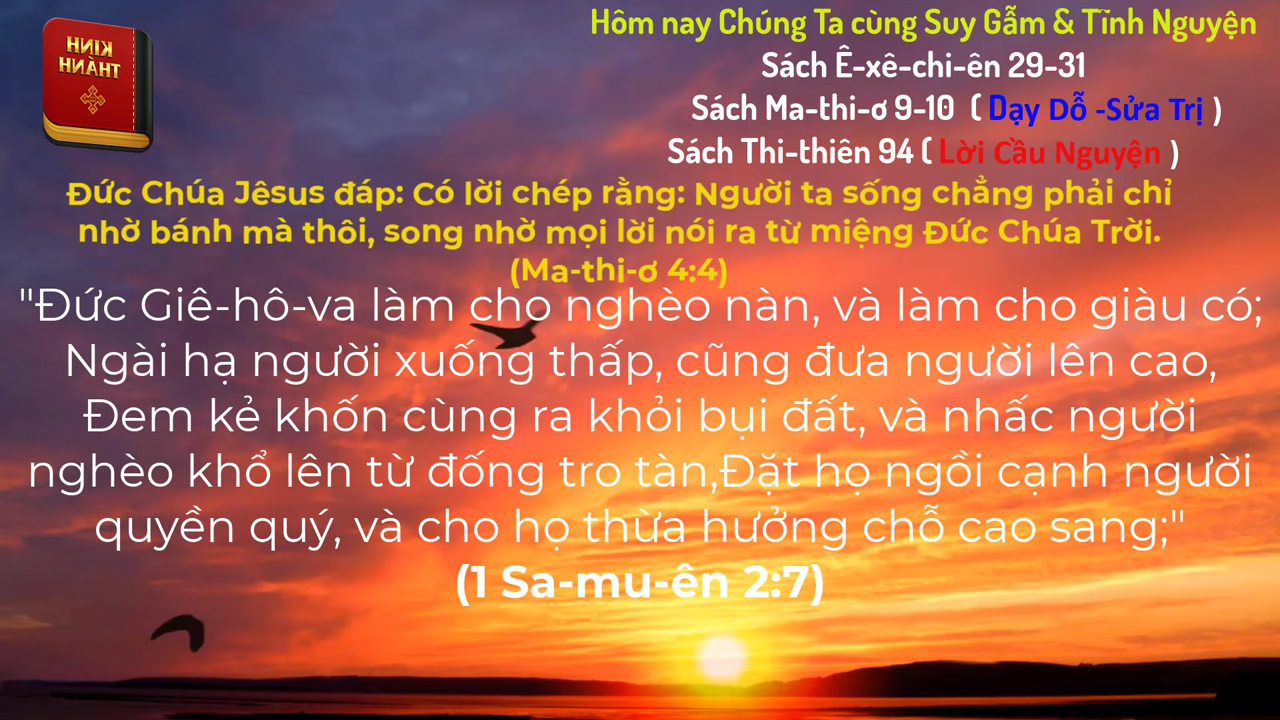 KINH
THÀNH
Hôm nay Chúng Ta cùng Suy Gẫm & Tĩnh Nguyện
Sách Ê-xê-chi-ên 29-31
Sách Ma-thi-ơ 9-10 ( Dạy Dỗ -Sửa Trị )
Sách Thi-thiên 94 ( Lời Cầu Nguyện )
Đức Chúa Jêsus đáp: Có lời chép rằng: Người ta sống chẳng phải chỉ
nhờ bánh mà thôi, song nhờ mọi lời nói ra từ miệng Đức Chúa Trời.
(Ma-thi-ơ 4:4)
"Đức Giê-hô-va làm cho nghèo nàn, và làm cho giàu có;
Ngài hạ người xuống thấp, cũng đưa người lên cao,
Đem kẻ khốn cùng ra khỏi bụi đất, và nhấc người
nghèo khổ lên từ đống tro tàn,Đặt họ ngồi cạnh người
quyền quý, và cho họ thừa hưởng chỗ cao sang;"
(1 Sa-mu-ên 2:7)